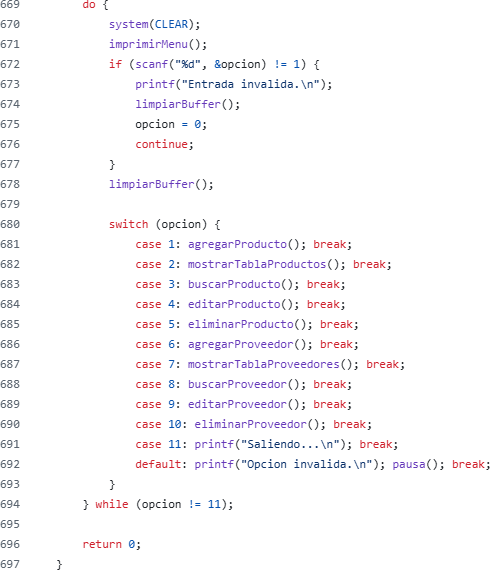 669         do {
670             system(CLEAR);
671             imprimirMenu();
672             if (scanf("%d", &opcion) != 1) {
673                 printf("Entrada invalida.\n");
674                 limpiarBuffer();
675                 opcion = 0;
676                 continue;
677             }
678             limpiarBuffer();
679
680             switch (opcion) {
681                 case 1: agregarProducto(); break;
682                 case 2: mostrarTablaProductos(); break;
683                 case 3: buscarProducto(); break;
684                 case 4: editarProducto(); break;
685                 case 5: eliminarProducto(); break;
686                 case 6: agregarProveedor(); break;
687                 case 7: mostrarTablaProveedores(); break;
688                 case 8: buscarProveedor(); break;
689                 case 9: editarProveedor(); break;
690                 case 10: eliminarProveedor(); break;
691                 case 11: printf("Saliendo...\n"); break;
692                 default: printf("Opcion invalida.\n"); pausa(); break;
693             }
694         } while (opcion != 11);
695
696         return 0;
697     }